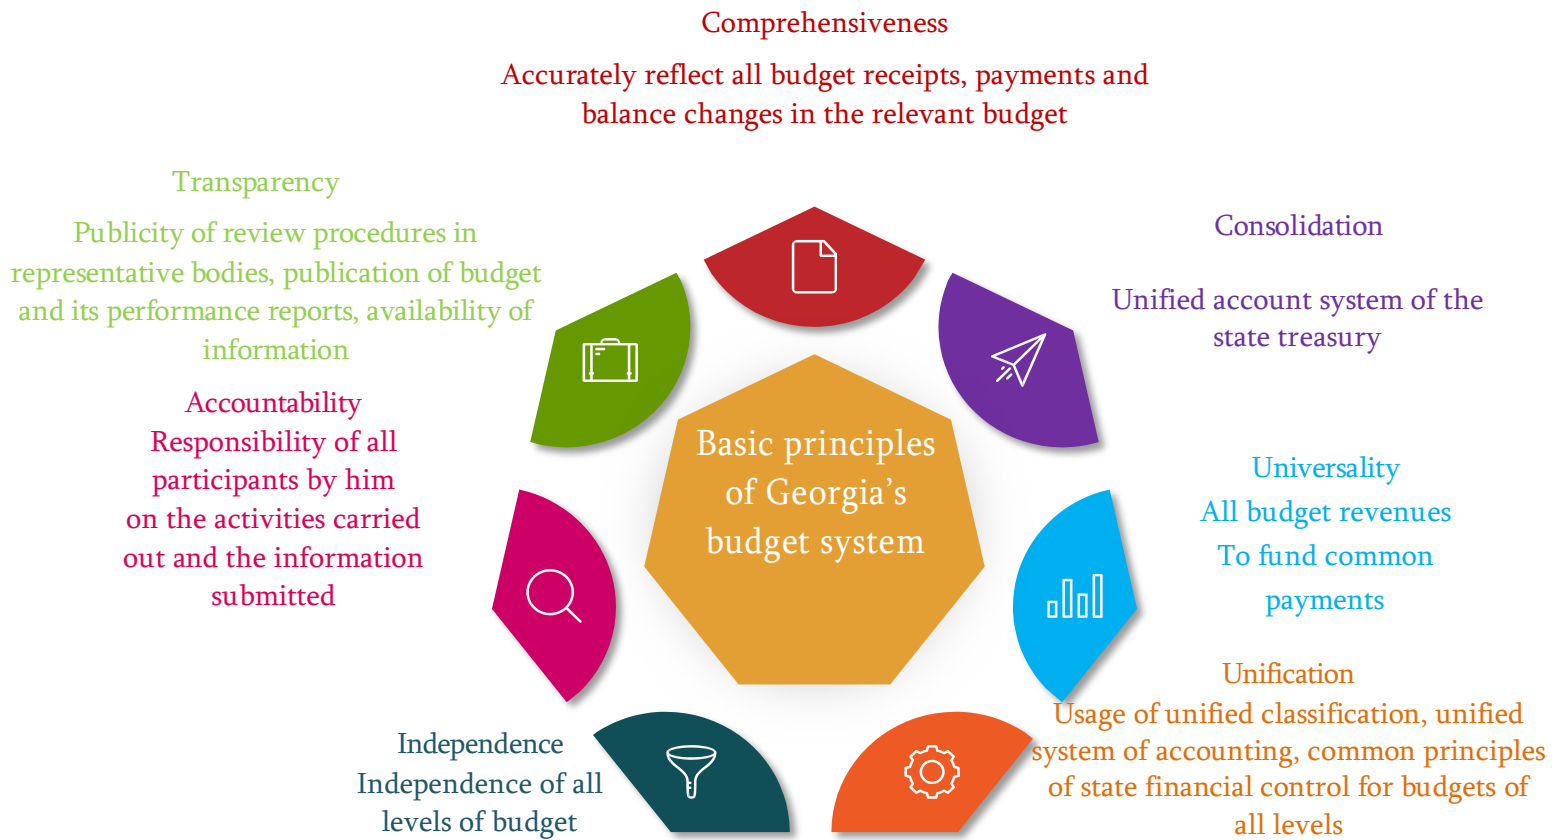 Comprehensiveness
Accurately reflect all budget receipts, payments and
balance changes in the relevant budget
Transparency
Publicity of review procedures in
representative bodies, publication of budget
and its performance reports, availability of
information
Accountability
Responsibility of all
participants by him
on the activities carried
out and the information
submitted
Independence
Independence of all
levels of budget
Basic principles
of Georgia’s
budget system
Consolidation
Unified account system of the
state treasury
Universality
All budget revenues
To fund common
payments
Unification
Usage of unified classification, unified
system of accounting, common principles
of state financial control for budgets of
all levels